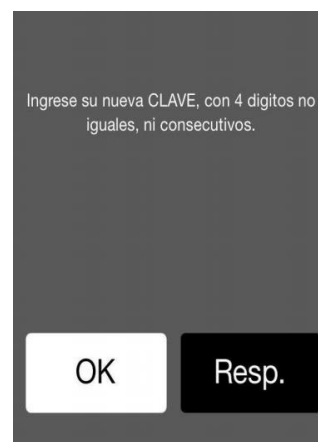 Ingrese su nueva CLAVE, con 4 digitos no
iguales, ni consecutivos.
OK
Resp.